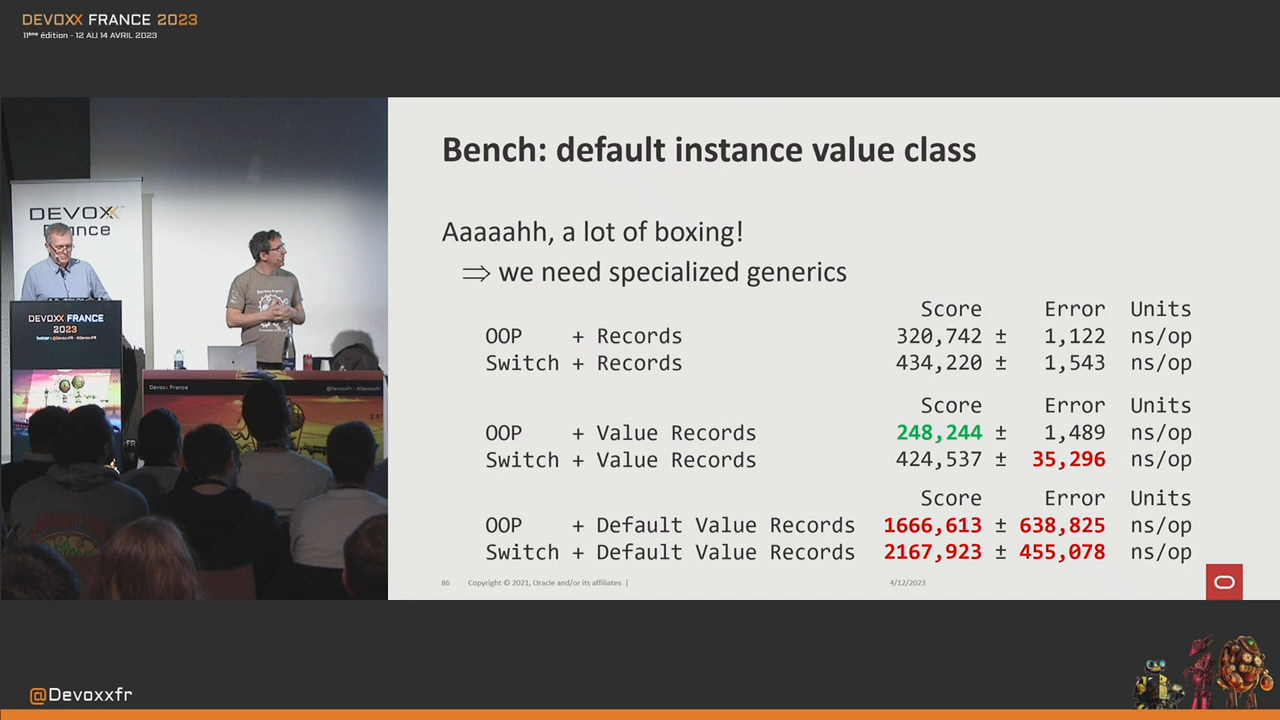 DEVOXX FRANCE 2023
11ème édition - 12 AU 14 AVRIL 2023
DEVOXX
France
DEVOXX FRANCE
2023
Twitter : @DevoxxFR
Devoxx France
Bench: default instance value class
Aaaaahh, a lot of boxing!
⇒ we need specialized generics
Score Error Units
OOP + Records 320,742 ± 1,122 ns/op
Switch + Records 434,220 ± 1,543 ns/op
Score Error Units
OOP + Value Records 248,244 ± 1,489 ns/op
Switch + Value Records 424,537 ± 35,296 ns/op
Score Error Units
OOP + Default Value Records 1666,613 ± 638,825 ns/op
Switch + Default Value Records 2167,923 ± 455,078 ns/op
86 Copyright © 2021, Oracle and/or its affiliates | 4/12/2023
@Devoxxfr